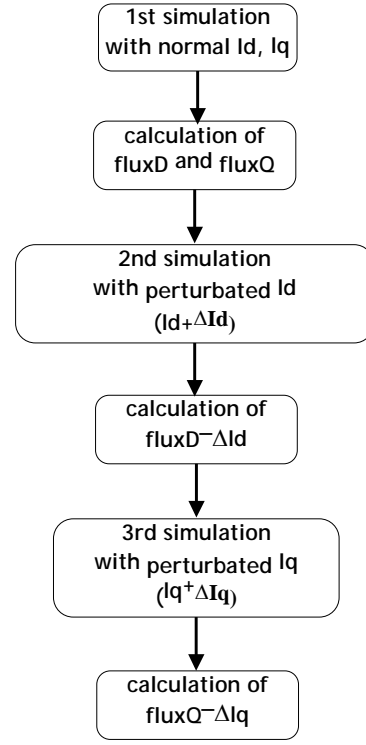 1st simulation
with normal Id, Iq
calculation of
fluxD and fluxQ
2nd simulation
with perturbated Id
(Id+ΔId)
calculation of
fluxD–ΔId
3rd simulation
with perturbated Iq
(Iq+ΔIq)
calculation of
fluxQ–ΔIq